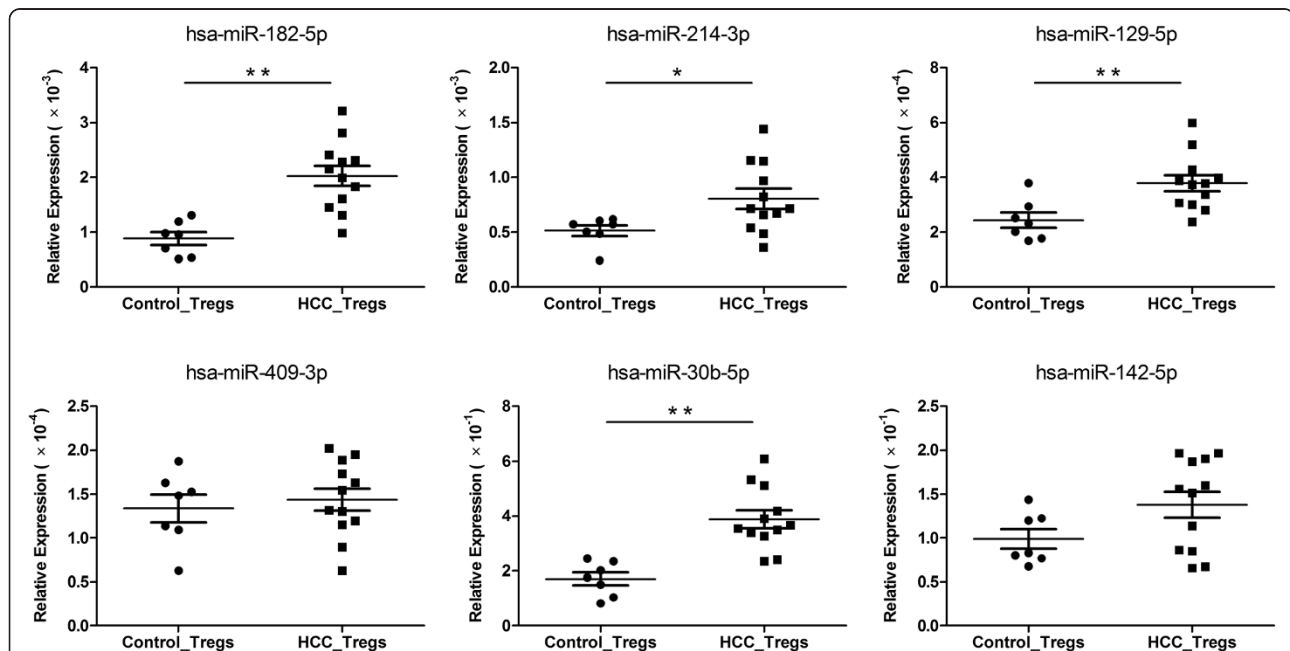 hsa-miR-182-5p
Relative Expression ( × 10⁻³)
4
3
2
1
0
* *
Control_Tregs
HCC_Tregs
hsa-miR-214-3p
Relative Expression ( × 10⁻³)
2.0
1.5
1.0
0.5
0.0
*
Control_Tregs
HCC_Tregs
hsa-miR-129-5p
Relative Expression ( × 10⁻⁴)
8
6
4
2
0
* *
Control_Tregs
HCC_Tregs
hsa-miR-409-3p
Relative Expression ( × 10⁻⁴)
2.5
2.0
1.5
1.0
0.5
0.0
Control_Tregs
HCC_Tregs
hsa-miR-30b-5p
Relative Expression ( × 10⁻¹)
8
6
4
2
0
* *
Control_Tregs
HCC_Tregs
hsa-miR-142-5p
Relative Expression ( × 10⁻¹)
2.5
2.0
1.5
1.0
0.5
0.0
Control_Tregs
HCC_Tregs